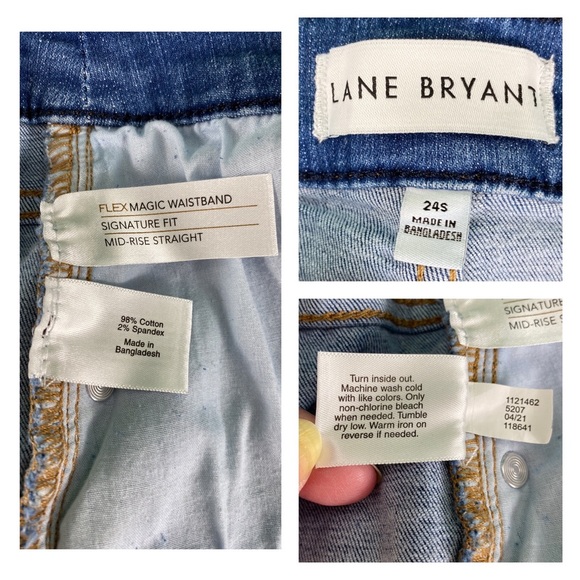 FLEX MAGIC WAISTBAND
SIGNATURE FIT
MID-RISE STRAIGHT
98% Cotton
2% Spandex
Made in
Bangladesh
LANE BRYANT
24S
MADE IN
BANGLADESH
SIGNATURE
MID-RISE S
Turn inside out.
Machine wash cold
with like colors. Only
non-chlorine bleach
when needed. Tumble
dry low. Warm iron on
reverse if needed.
1121462
5207
04/21
118641